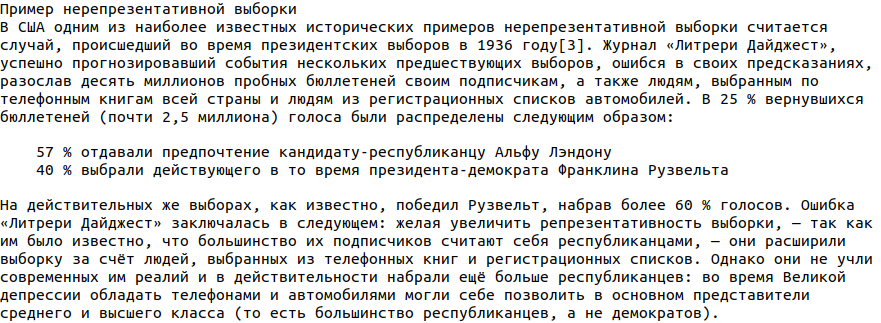 Пример нерепрезентативной выборки
В США одним из наиболее известных исторических примеров нерепрезентативной выборки считается
случай, происшедший во время президентских выборов в 1936 году[3]. Журнал «Литрери Дайджест»,
успешно прогнозировавший события нескольких предшествующих выборов, ошибся в своих предсказаниях,
разослав десять миллионов пробных бюллетеней своим подписчикам, а также людям, выбранным по
телефонным книгам всей страны и людям из регистрационных списков автомобилей. В 25 % вернувшихся
бюллетеней (почти 2,5 миллиона) голоса были распределены следующим образом:
57 % отдавали предпочтение кандидату-республиканцу Альфу Лэндону
40 % выбрали действующего в то время президента-демократа Франклина Рузвельта
На действительных же выборах, как известно, победил Рузвельт, набрав более 60 % голосов. Ошибка
«Литрери Дайджест» заключалась в следующем: желая увеличить репрезентативность выборки, — так как
им было известно, что большинство их подписчиков считают себя республиканцами, — они расширили
выборку за счёт людей, выбранных из телефонных книг и регистрационных списков. Однако они не учли
современных им реалий и в действительности набрали ещё больше республиканцев: во время Великой
депрессии обладать телефонами и автомобилями могли себе позволить в основном представители
среднего и высшего класса (то есть большинство республиканцев, а не демократов).